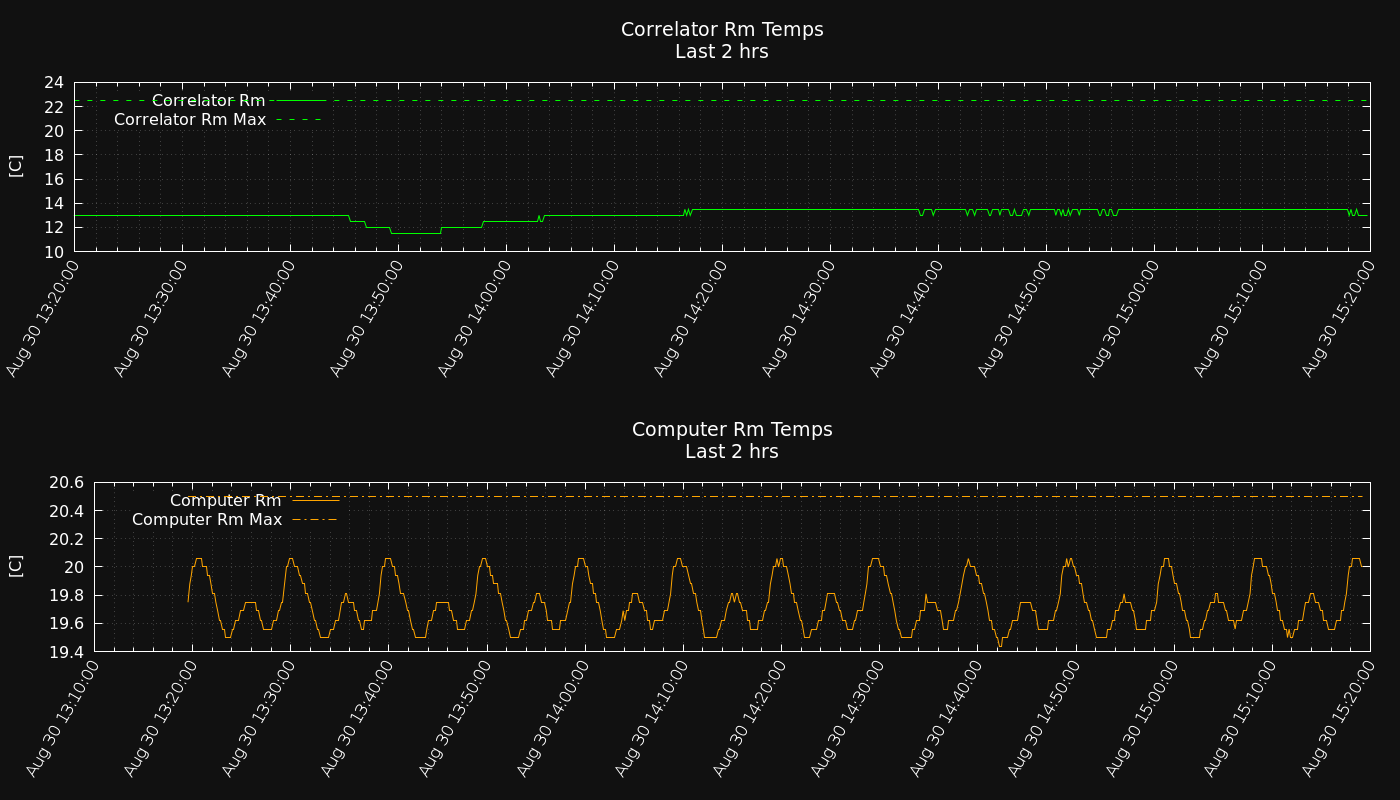 Correlator Rm Temps
Last 2 hrs
24
22
20
18
16
14
12
10
[C]
Correlator Rm
Correlator Rm Max
Aug 30 13:20:00
Aug 30 13:30:00
Aug 30 13:40:00
Aug 30 13:50:00
Aug 30 14:00:00
Aug 30 14:10:00
Aug 30 14:20:00
Aug 30 14:30:00
Aug 30 14:40:00
Aug 30 14:50:00
Aug 30 15:00:00
Aug 30 15:10:00
Aug 30 15:20:00
Computer Rm Temps
Last 2 hrs
20.6
20.4
20.2
20
19.8
19.6
19.4
[C]
Computer Rm
Computer Rm Max
Aug 30 13:10:00
Aug 30 13:20:00
Aug 30 13:30:00
Aug 30 13:40:00
Aug 30 13:50:00
Aug 30 14:00:00
Aug 30 14:10:00
Aug 30 14:20:00
Aug 30 14:30:00
Aug 30 14:40:00
Aug 30 14:50:00
Aug 30 15:00:00
Aug 30 15:10:00
Aug 30 15:20:00